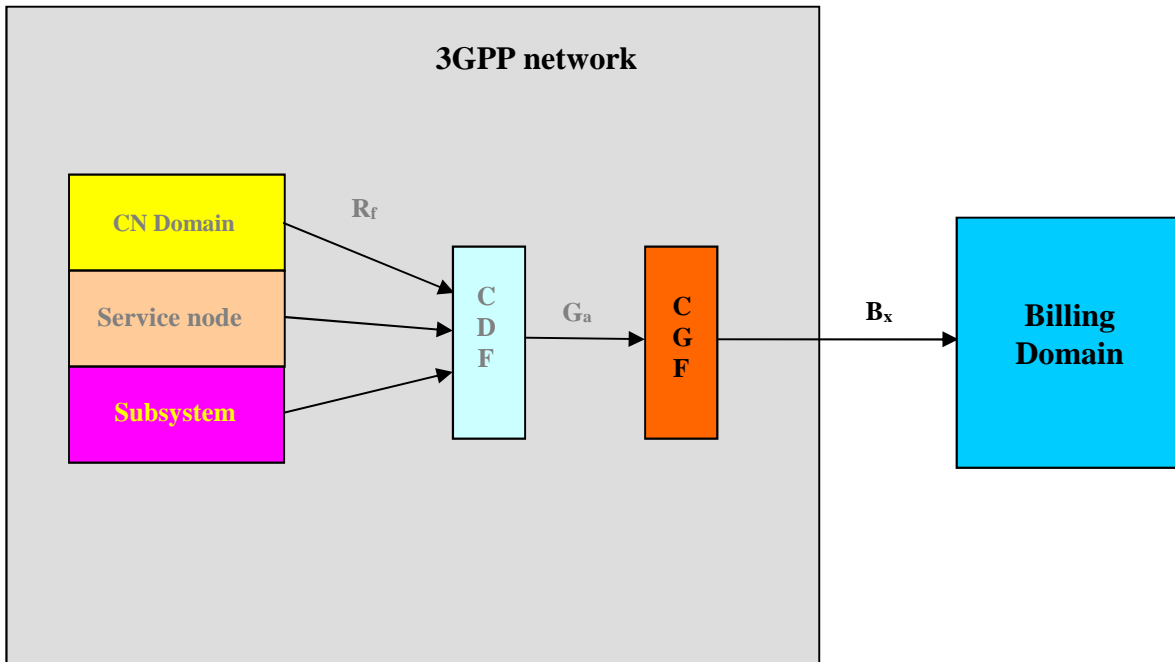 3GPP network
CN Domain
Service node
Subsystem
Rf
C
D
F
Ga
C
G
F
Bx
Billing
Domain